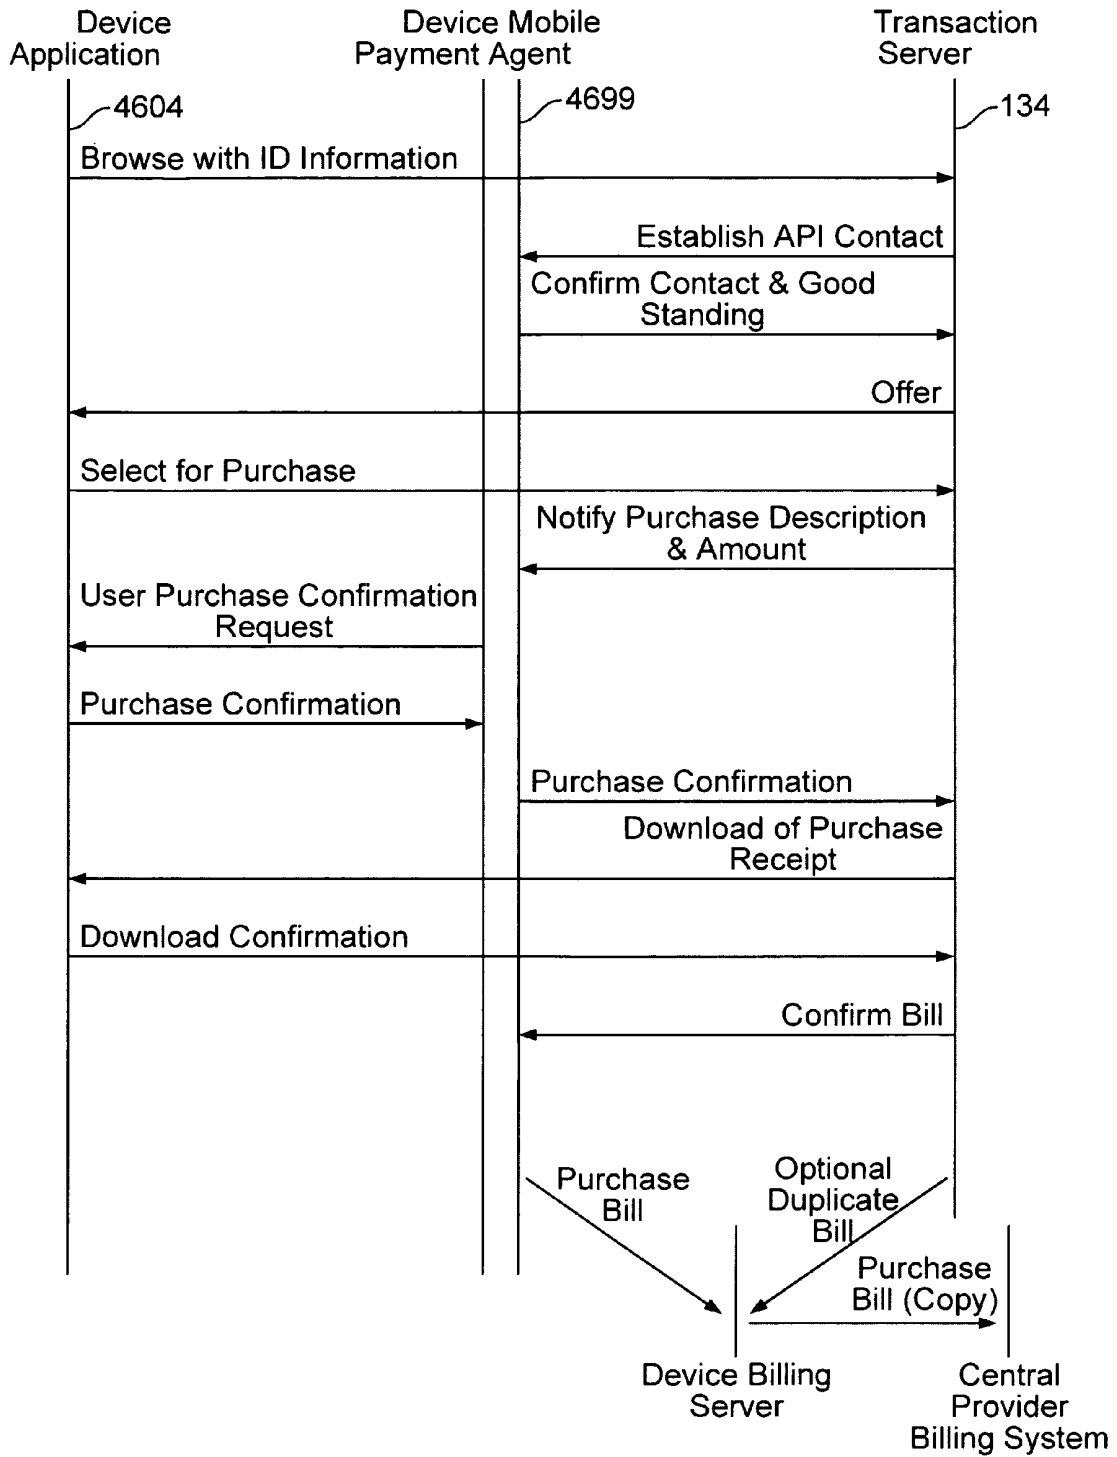 Device
Application
Device Mobile
Payment Agent
Transaction
Server
4604
4699
134
Browse with ID Information
Establish API Contact
Confirm Contact & Good
Standing
Offer
Select for Purchase
Notify Purchase Description
& Amount
User Purchase Confirmation
Request
Purchase Confirmation
Purchase Confirmation
Download of Purchase
Receipt
Download Confirmation
Confirm Bill
Purchase
Bill
Optional
Duplicate
Bill
Purchase
Bill (Copy)
Device Billing
Server
Central
Provider
Billing System